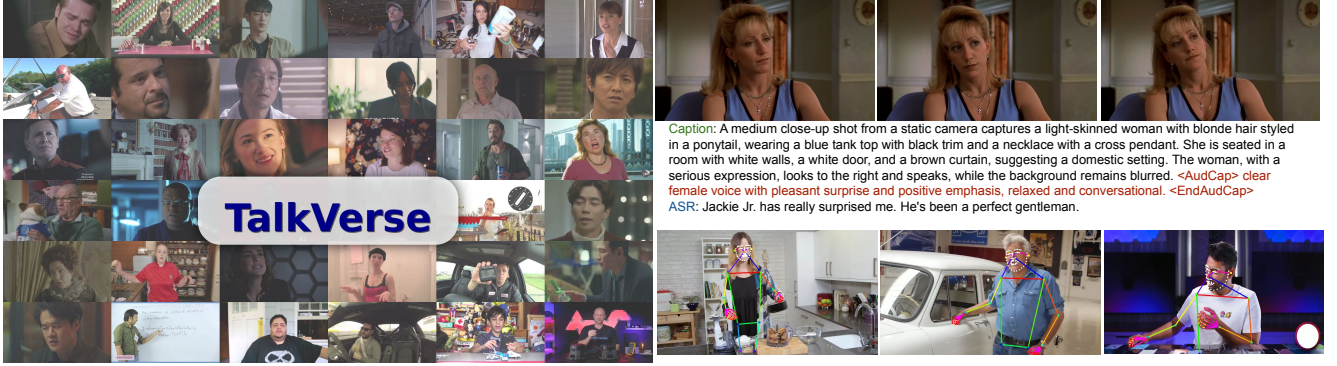 TalkVerse
Caption: A medium close-up shot from a static camera captures a light-skinned woman with blonde hair styled
in a ponytail, wearing a blue tank top with black trim and a necklace with a cross pendant. She is seated in a
room with white walls, a white door, and a brown curtain, suggesting a domestic setting. The woman, with a
serious expression, looks to the right and speaks, while the background remains blurred. <AudCap> clear
female voice with pleasant surprise and positive emphasis, relaxed and conversational. <EndAudCap>
ASR: Jackie Jr. has really surprised me. He's been a perfect gentleman.